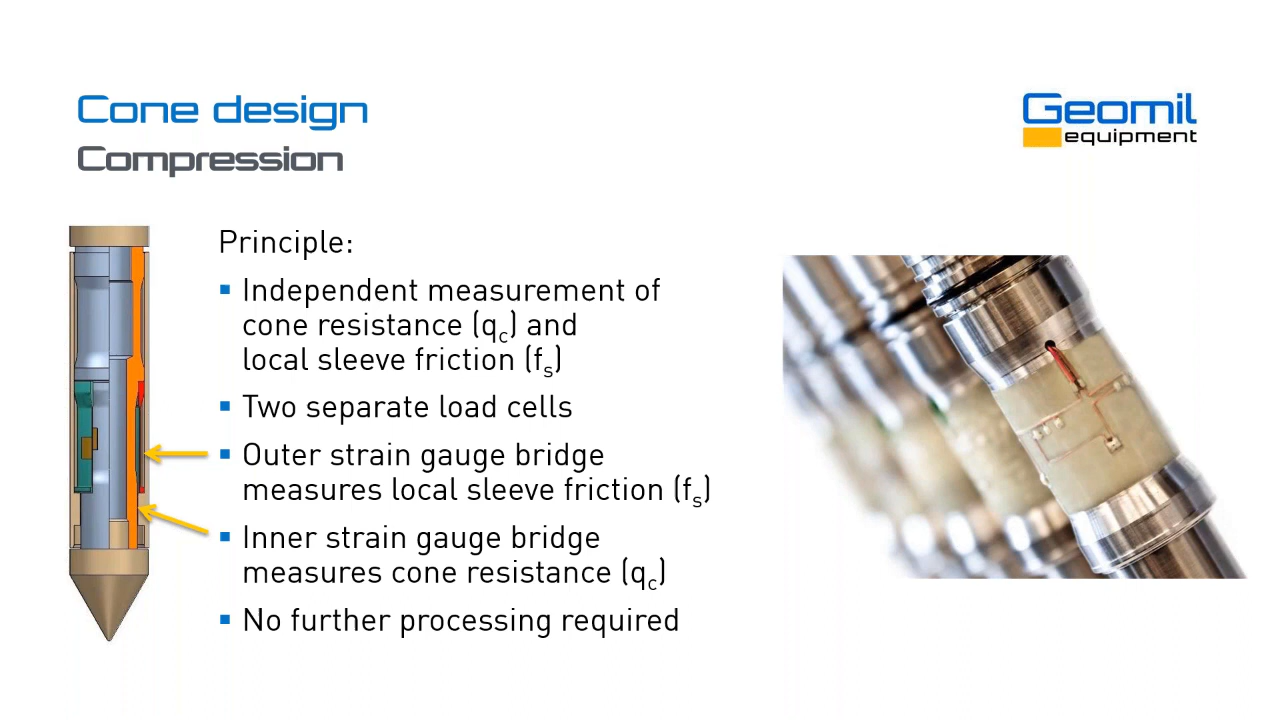 Cone design
Compression
Geomil
equipment
Principle:
▪ Independent measurement of
cone resistance (qc) and
local sleeve friction (fs)
▪ Two separate load cells
▪ Outer strain gauge bridge
measures local sleeve friction (fs)
▪ Inner strain gauge bridge
measures cone resistance (qc)
▪ No further processing required